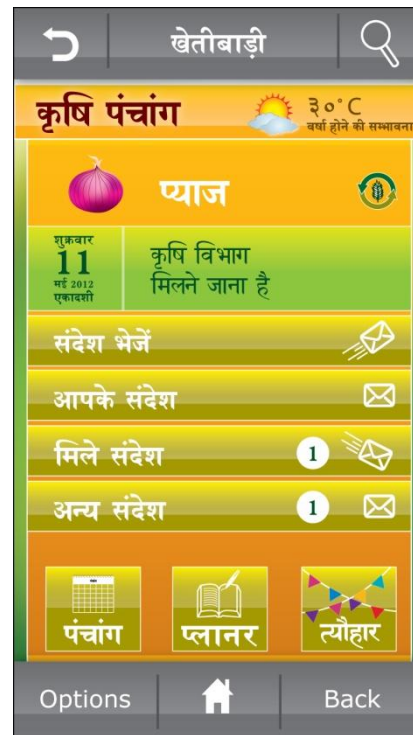 खेतीबाड़ी
कृषि पंचांग
३०°C
वर्षा होने की सम्भावना
प्याज
शुक्रवार
11
मई 2012
एकादशी
कृषि विभाग
मिलने जाना है
संदेश भेजें
आपके संदेश
मिले संदेश 1
अन्य संदेश 1
पंचांग प्लानर त्यौहार
Options Back